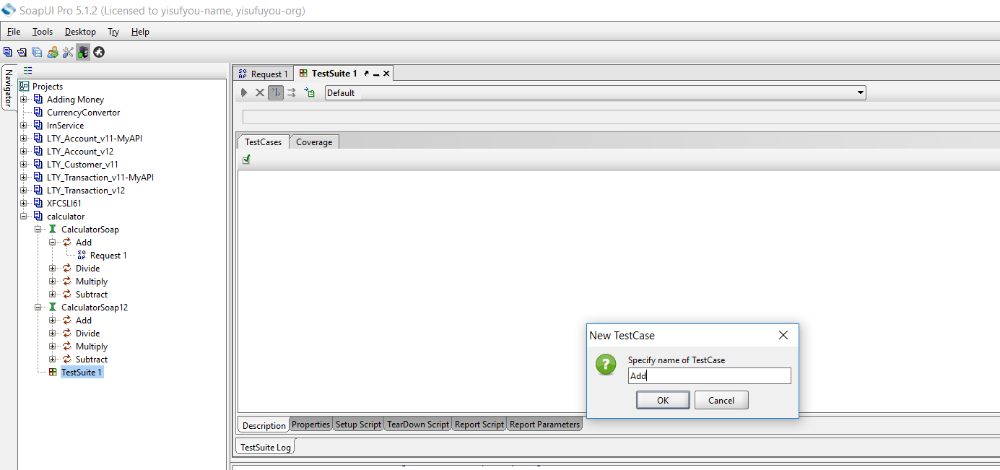 SoapUI Pro 5.1.2 (Licensed to yisufyou-name, yisufuyou-org)
File Tools Desktop Try Help
Navigator
Request 1 TestSuite 1
Projects
Default
Adding Money
CurrencyConvertor
IrnService
LTY_Account_v11-MyAPI
TestCases Coverage
LTY_Account_v12
LTY_Customer_v11
LTY_Transaction_v11-MyAPI
LTY_Transaction_v12
XFCSLI61
calculator
CalculatorSoap
Add
Request 1
Divide
Multiply
Subtract
CalculatorSoap12
Add
Divide
Multiply
Subtract
TestSuite 1
New TestCase
Specify name of TestCase
Add
OK Cancel
Description Properties Setup Script TearDown Script Report Script Report Parameters
TestSuite Log